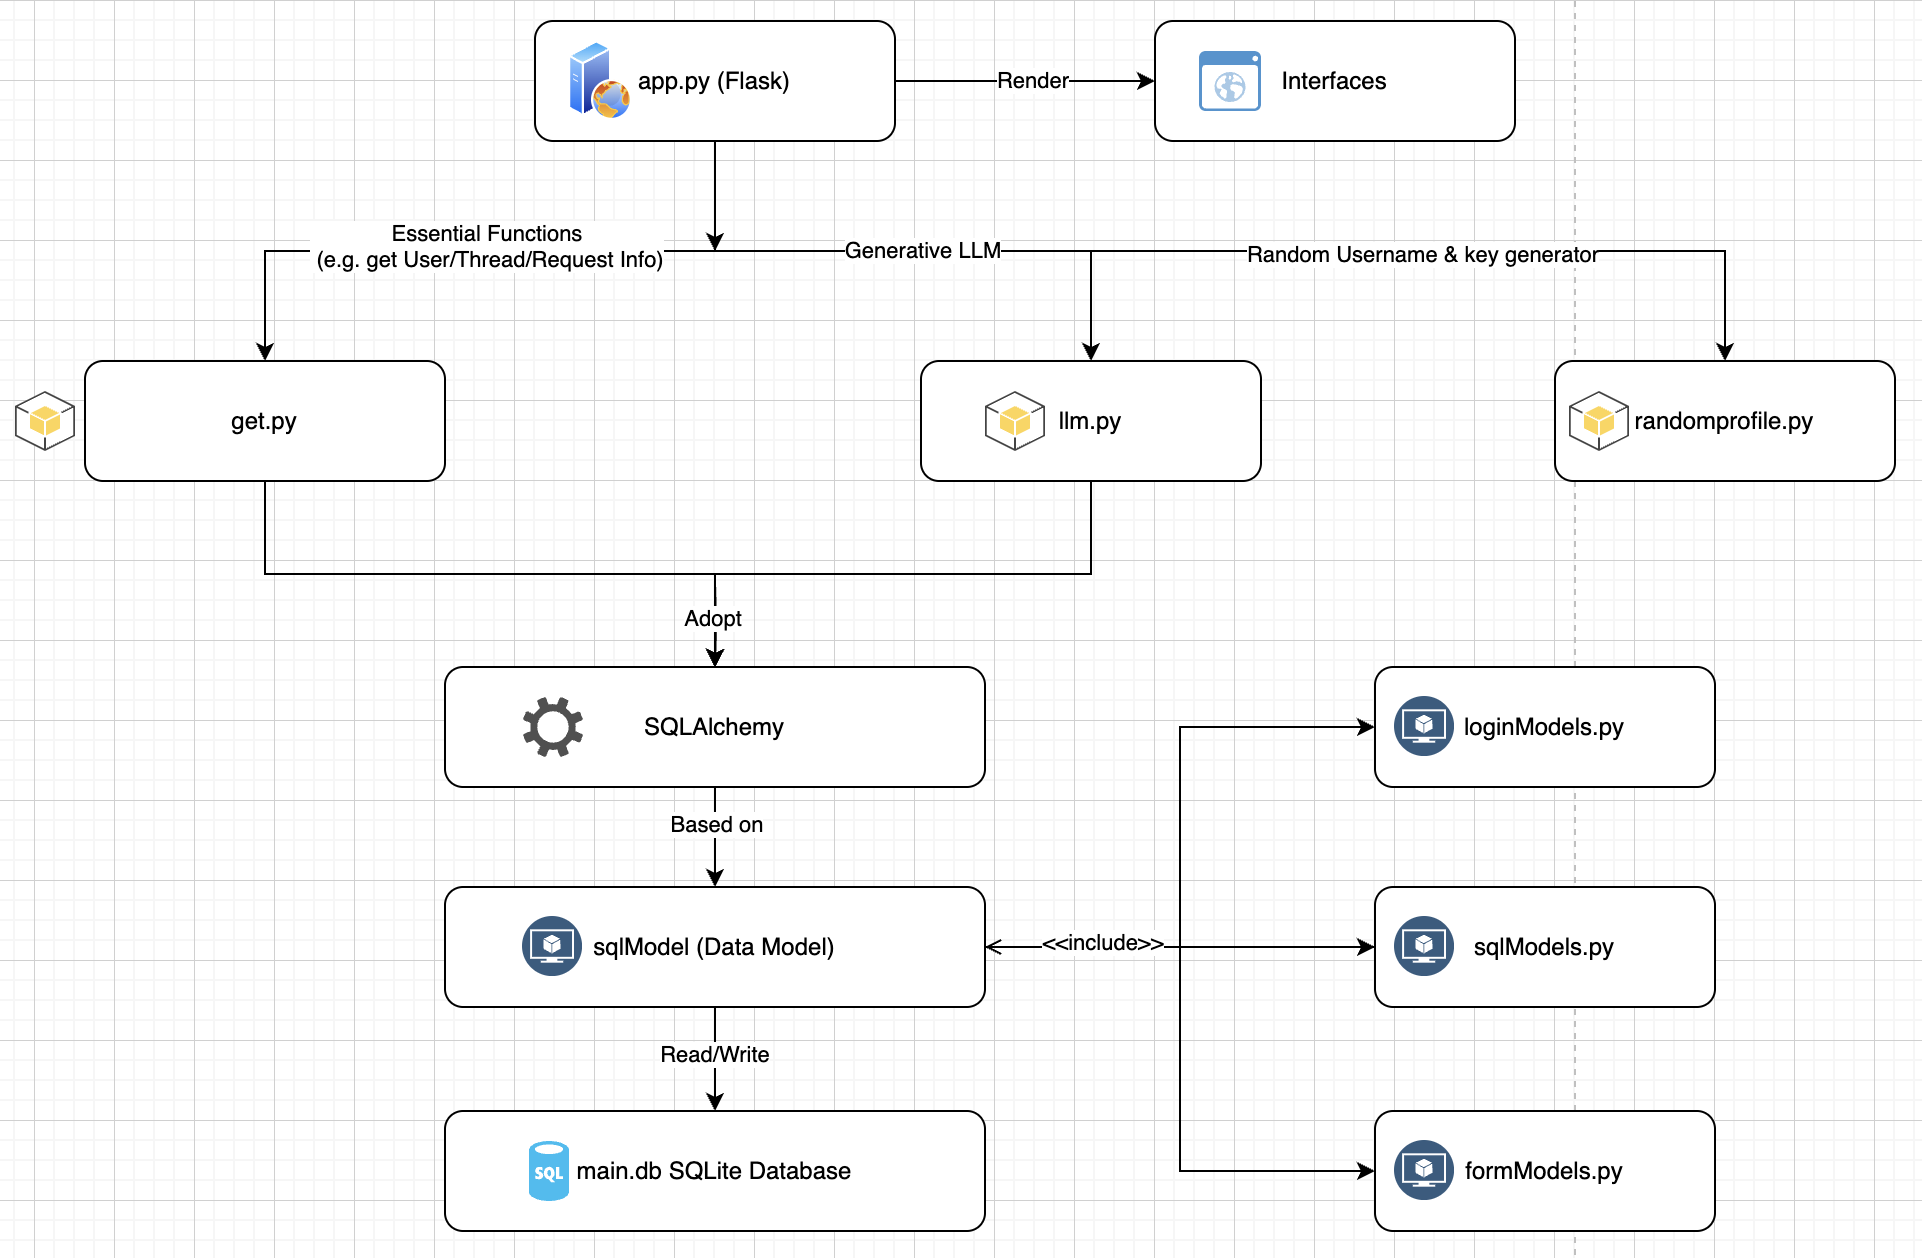 app.py (Flask)
Render
Interfaces
Essential Functions
(e.g. get User/Thread/Request Info)
Generative LLM
Random Username & key generator
get.py
llm.py
randomprofile.py
Adopt
SQLAlchemy
loginModels.py
Based on
sqlModel (Data Model)
<<include>>
sqlModels.py
Read/Write
SQL
main.db SQLite Database
formModels.py